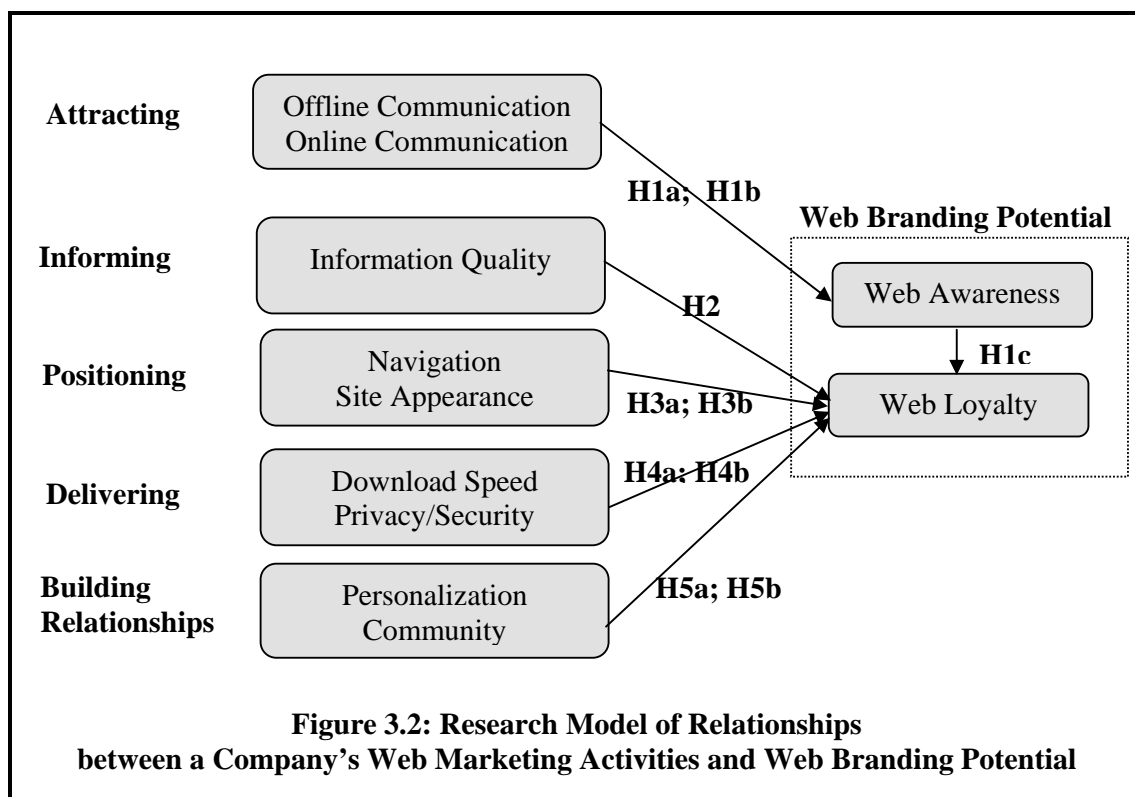 Attracting
Offline Communication
Online Communication
H1a; H1b
Web Branding Potential
Informing
Information Quality
Web Awareness
H2
H1c
Positioning
Navigation
Site Appearance
H3a; H3b
Web Loyalty
Delivering
Download Speed
Privacy/Security
H4a; H4b
Building
Relationships
Personalization
Community
H5a; H5b
Figure 3.2: Research Model of Relationships
between a Company's Web Marketing Activities and Web Branding Potential